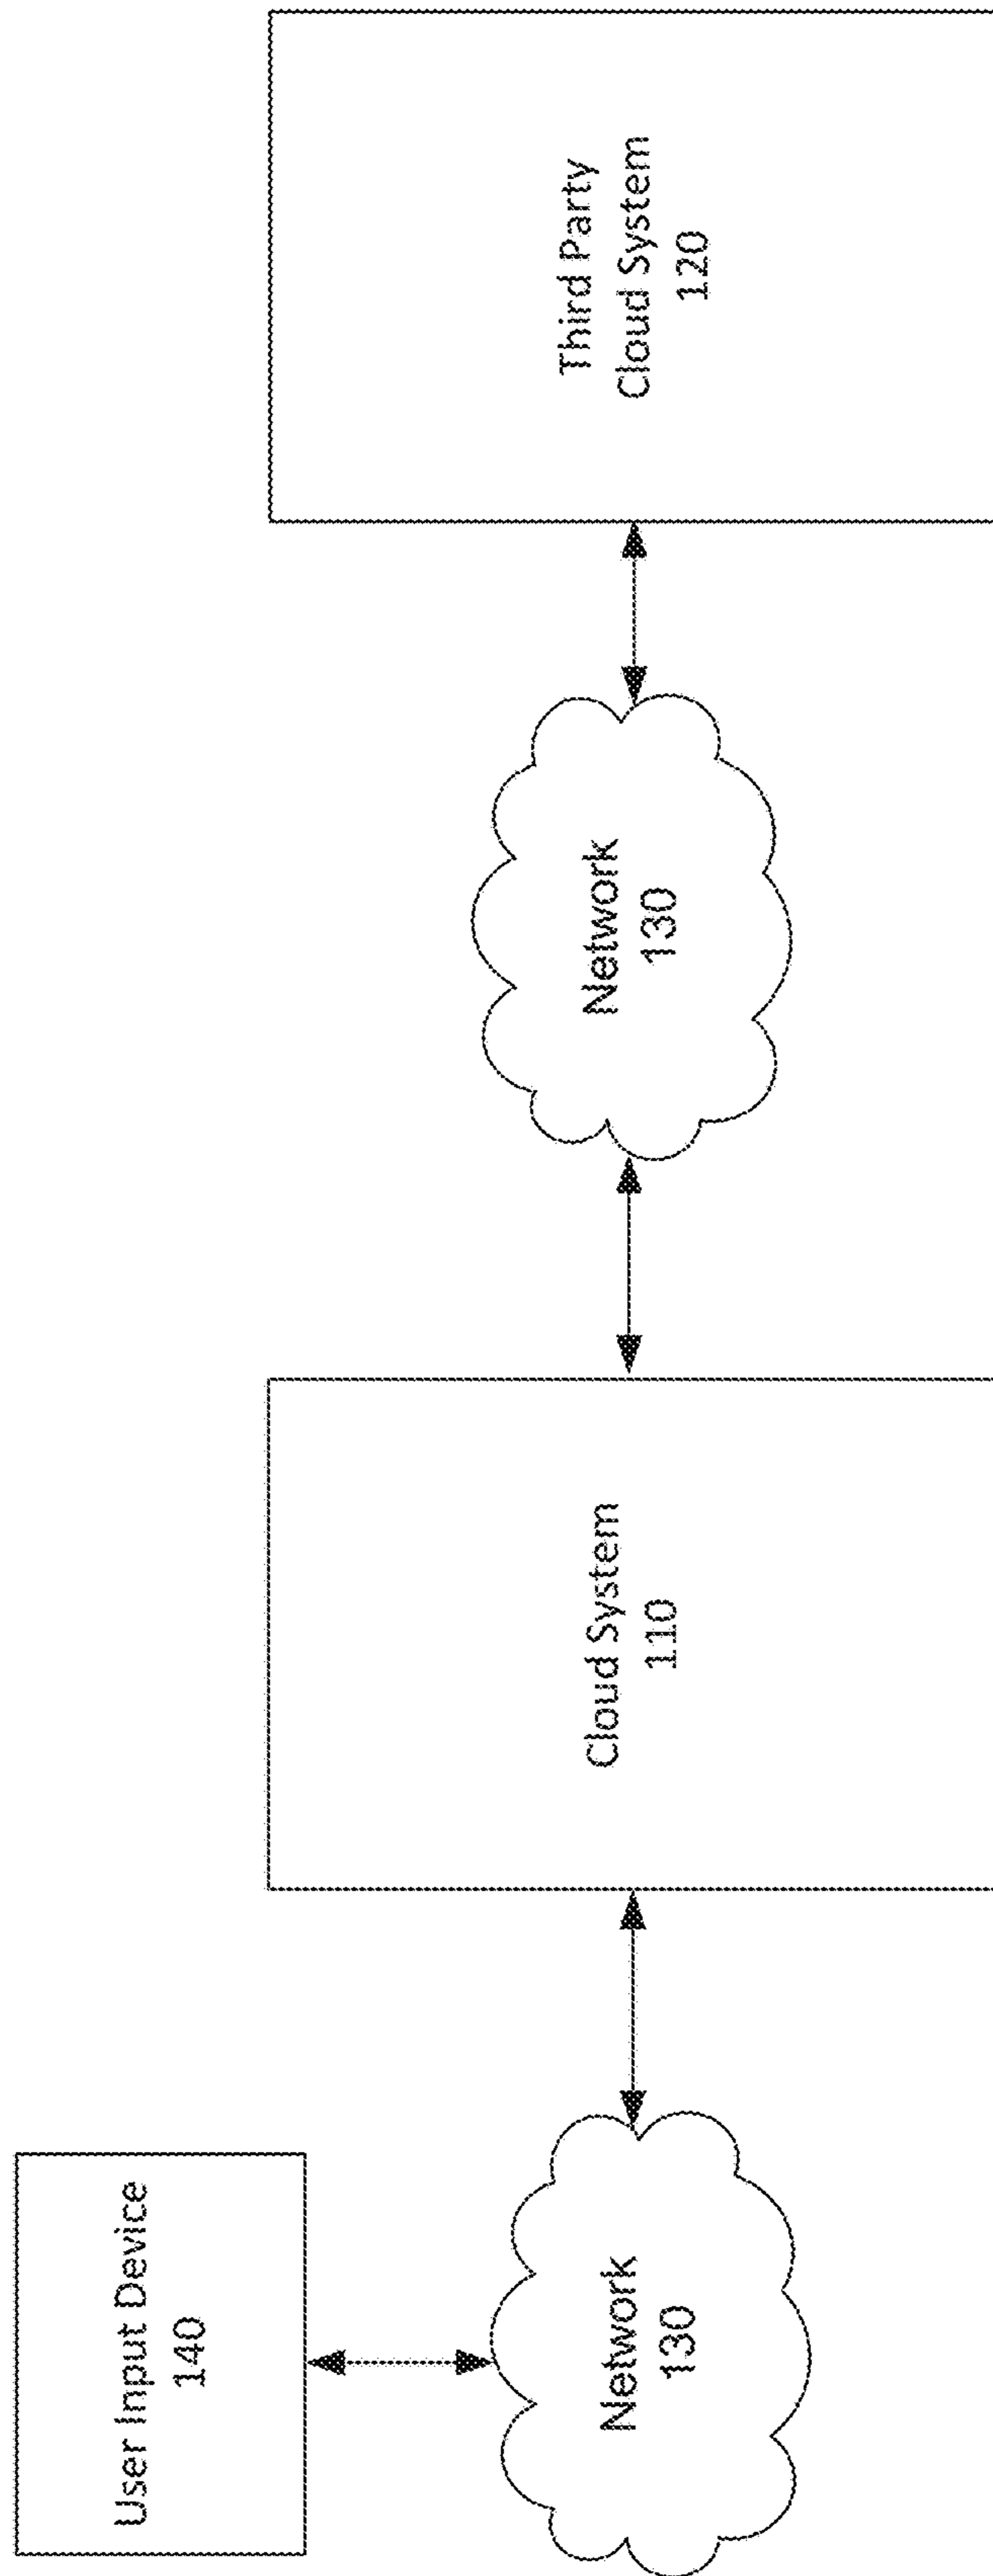 User Input Device
140
Network
130
Cloud System
110
Network
130
Third Party
Cloud System
120